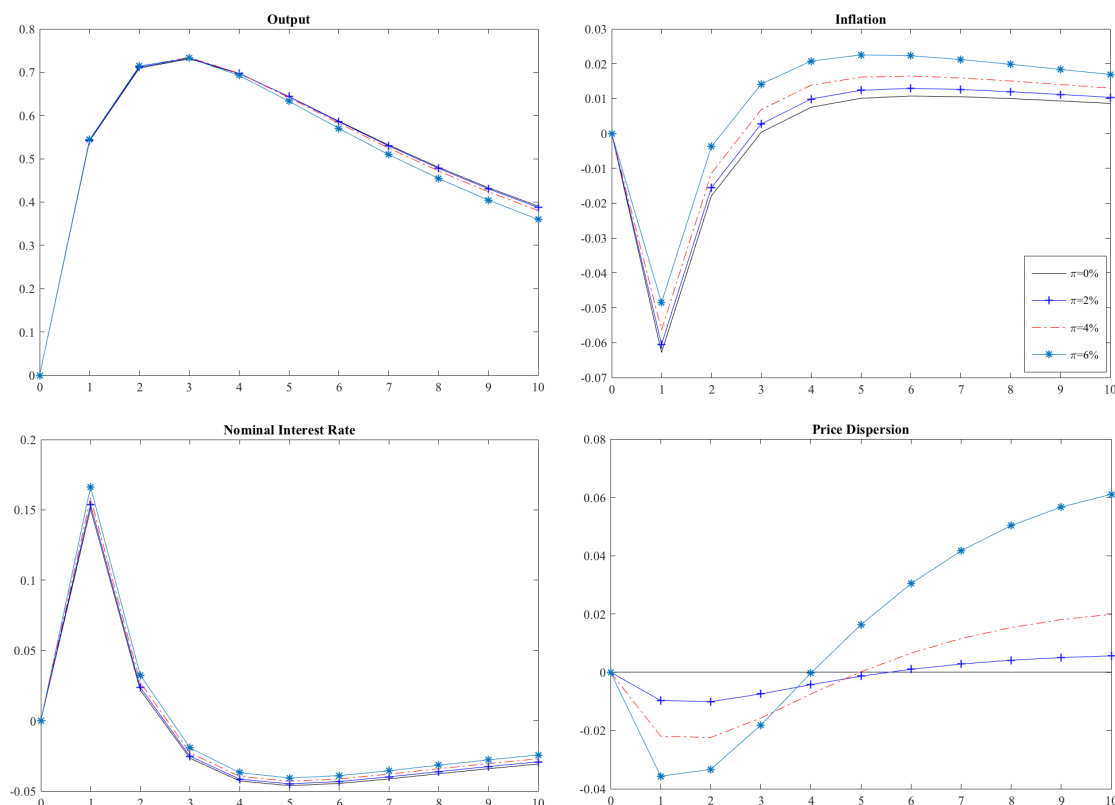 Output
0.8
0.7
0.6
0.5
0.4
0.3
0.2
0.1
0
0 1 2 3 4 5 6 7 8 9 10
Inflation
0.03
0.02
0.01
0
-0.01
-0.02
-0.03
-0.04
-0.05
-0.06
-0.07
0 1 2 3 4 5 6 7 8 9 10
π=0%
π=2%
π=4%
π=6%
Nominal Interest Rate
0.2
0.15
0.1
0.05
0
-0.05
0 1 2 3 4 5 6 7 8 9 10
Price Dispersion
0.08
0.06
0.04
0.02
0
-0.02
-0.04
0 1 2 3 4 5 6 7 8 9 10